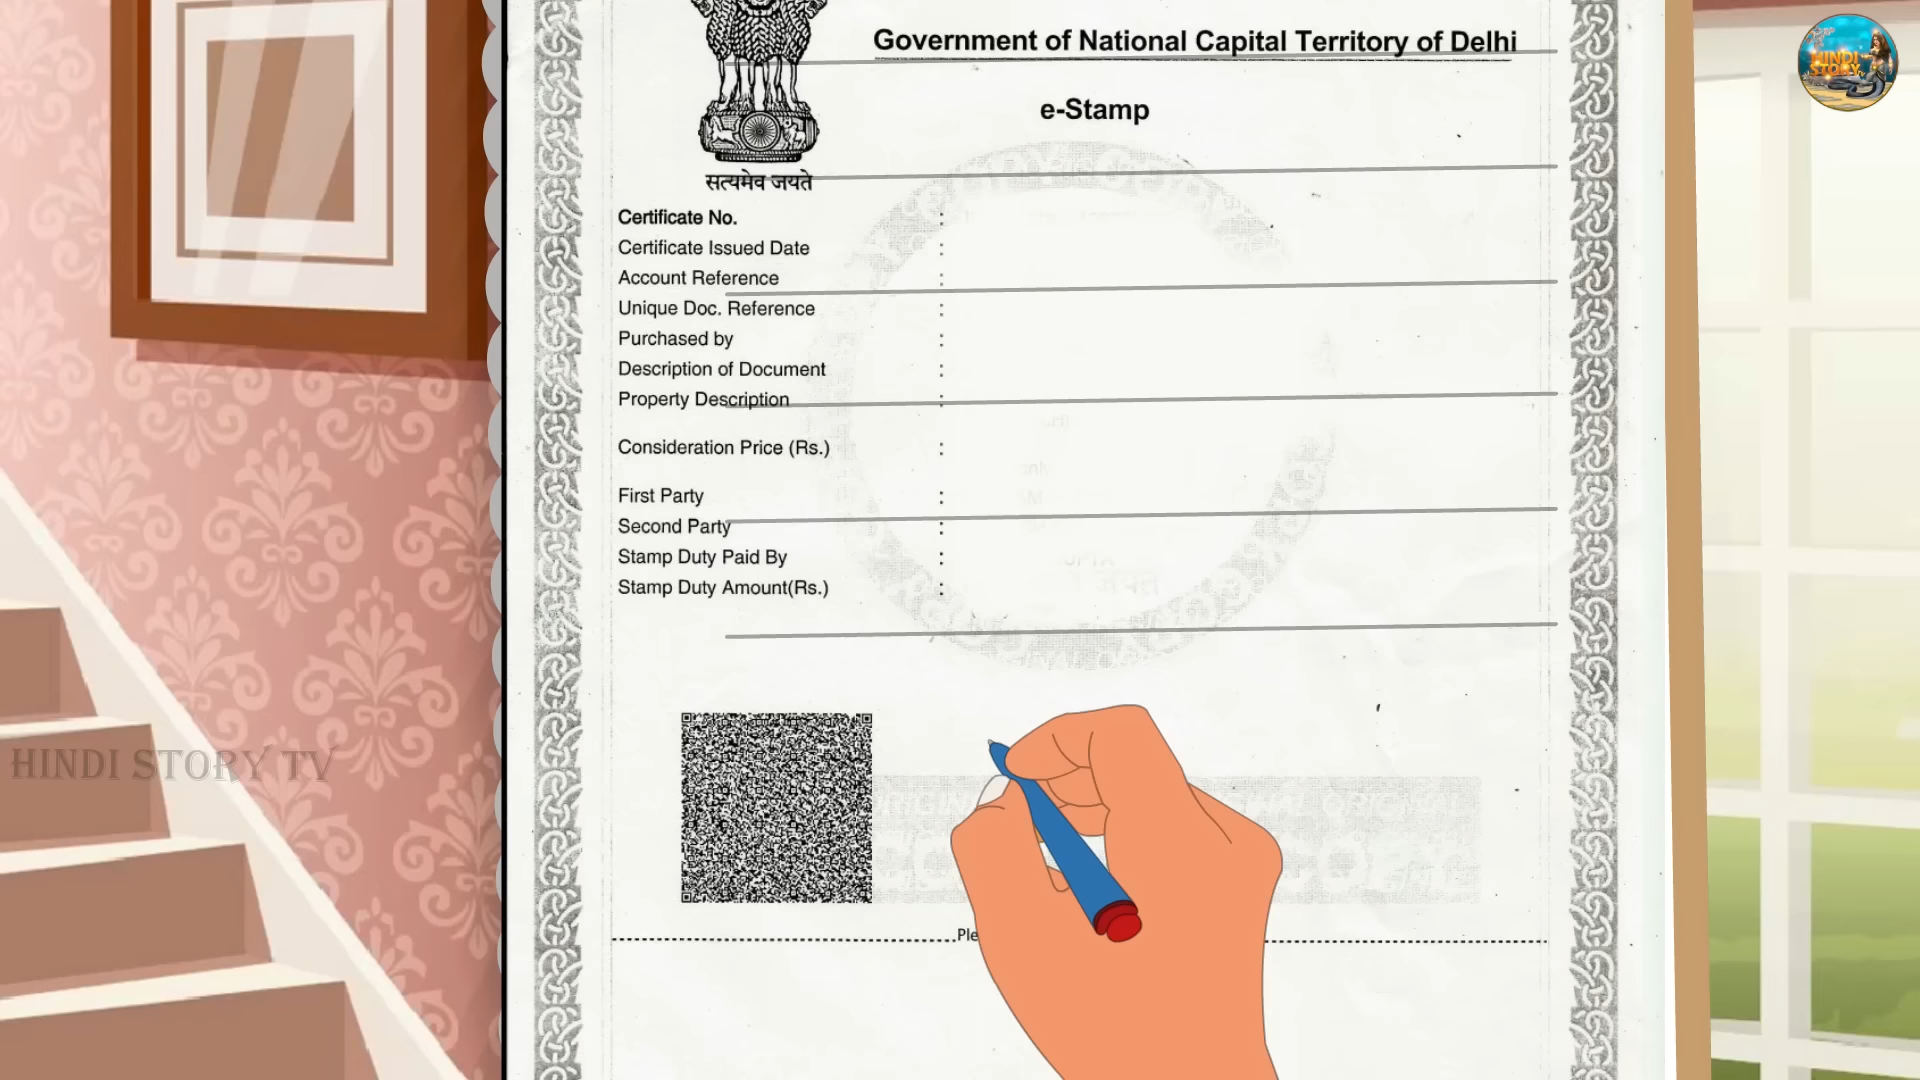 Government of National Capital Territory of Delhi
HINDI STORY
e-Stamp
सत्यमेव जयते
Certificate No. :
Certificate Issued Date :
Account Reference :
Unique Doc. Reference :
Purchased by :
Description of Document :
Property Description :
Consideration Price (Rs.) :
First Party :
Second Party :
Stamp Duty Paid By :
Stamp Duty Amount(Rs.) :
HINDI STORY TV